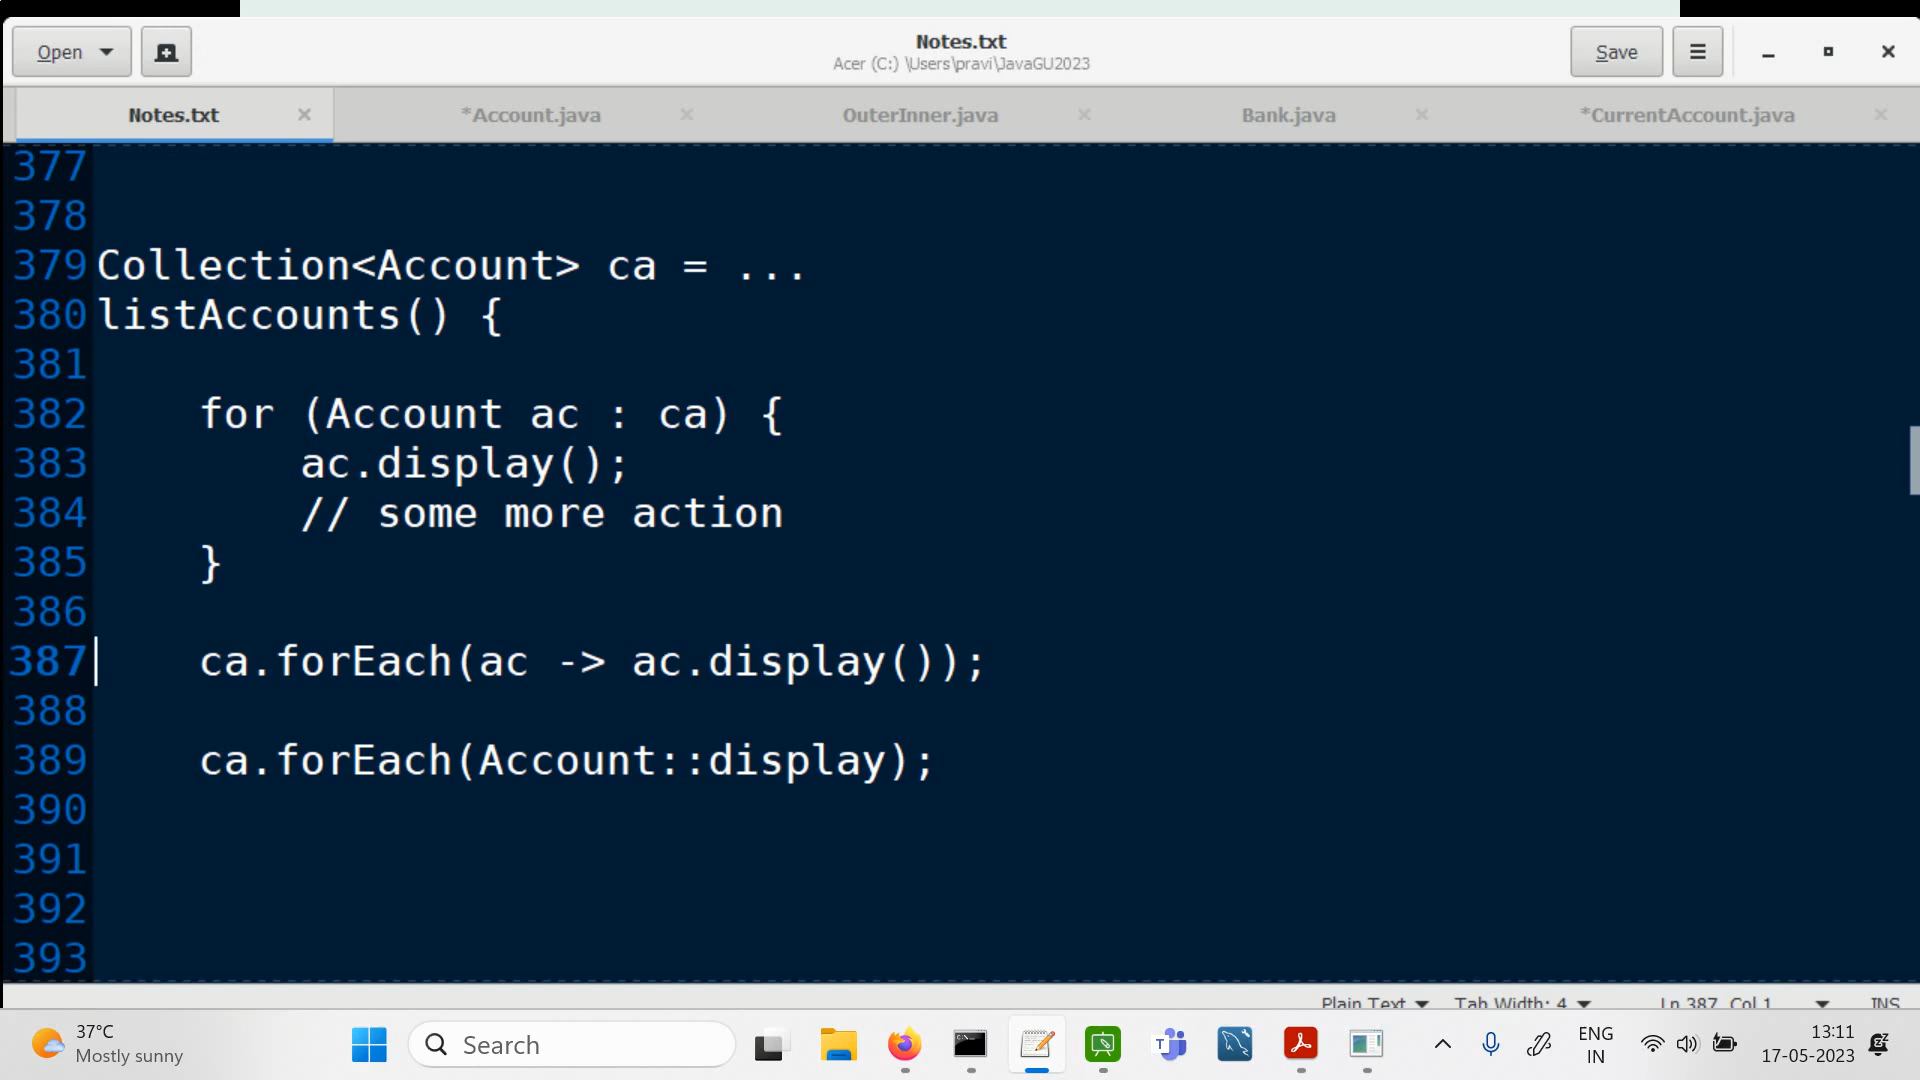 Open
Notes.txt
Acer (C:) \Users\pravi\JavaGU2023
Save
Notes.txt
*Account.java
OuterInner.java
Bank.java
*CurrentAccount.java
377
378
379 Collection<Account> ca = ...
380 listAccounts() {
381
382 for (Account ac : ca) {
383 ac.display();
384 // some more action
385 }
386
387 ca.forEach(ac -> ac.display());
388
389 ca.forEach(Account::display);
390
391
392
393
Plain Text
Tab Width: 4
Ln 387, Col 1
INS
37°C
Mostly sunny
Search
ENG
IN
13:11
17-05-2023